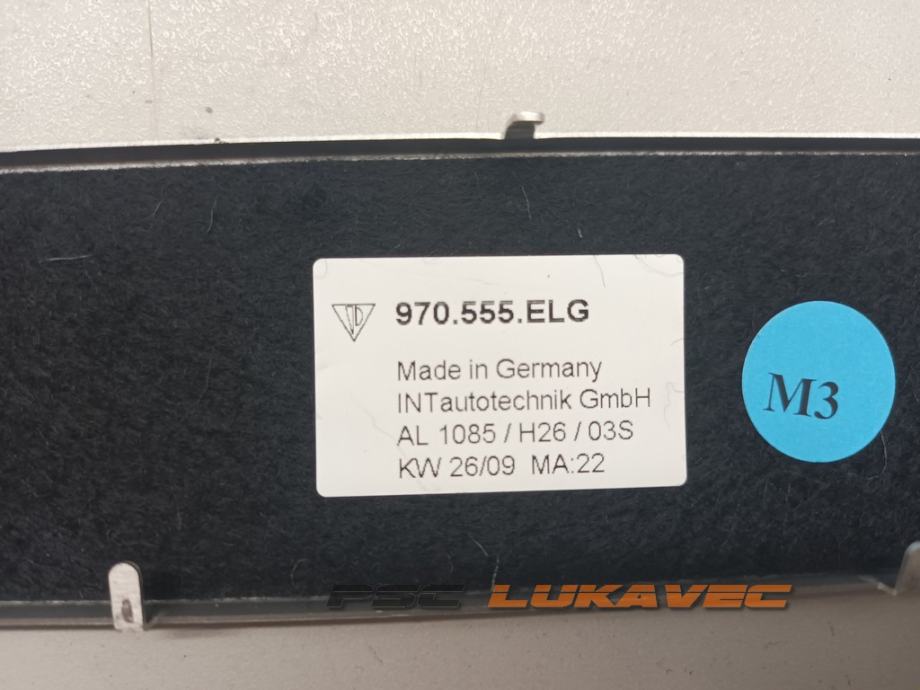 970.555.ELG
Made in Germany
INTautotechnik GmbH
AL 1085 / H26 / 03S
KW 26/09 MA:22
M3
PSC LUKAVEC